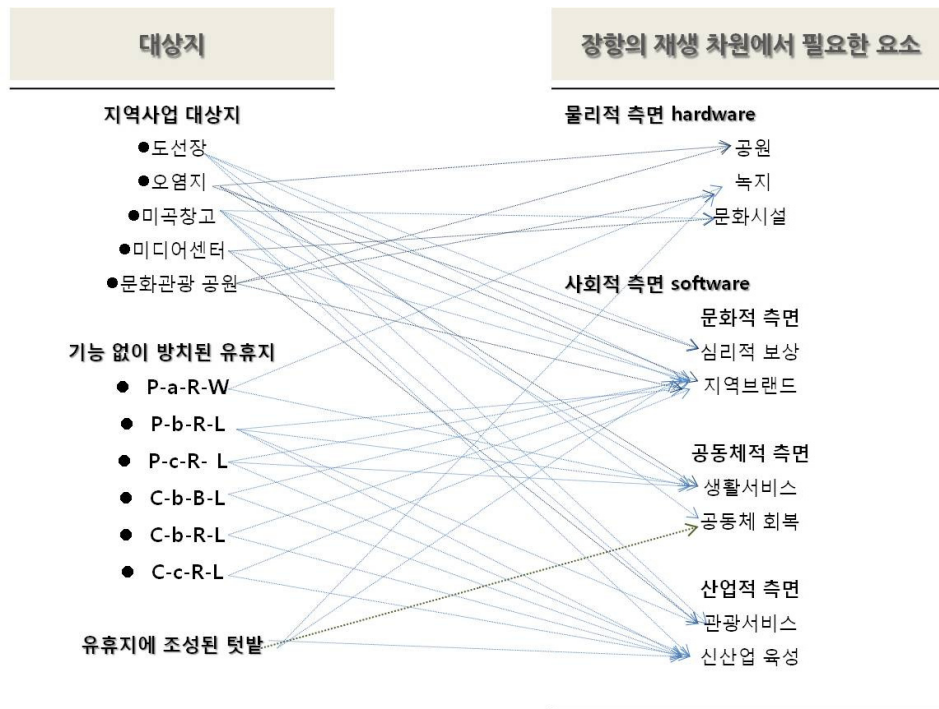 대상지
지역사업 대상지
●도선장
●오염지
●미곡창고
●미디어센터
●문화관광 공원
기능 없이 방치된 유휴지
● P-a-R-W
● P-b-R-L
● P-c-R- L
● C-b-B-L
● C-b-R-L
● C-c-R-L
유휴지에 조성된 텃밭
장항의 재생 차원에서 필요한 요소
물리적 측면 hardware
공원
녹지
문화시설
사회적 측면 software
문화적 측면
심리적 보상
지역브랜드
공동체적 측면
생활서비스
공동체 회복
산업적 측면
관광서비스
신산업 육성